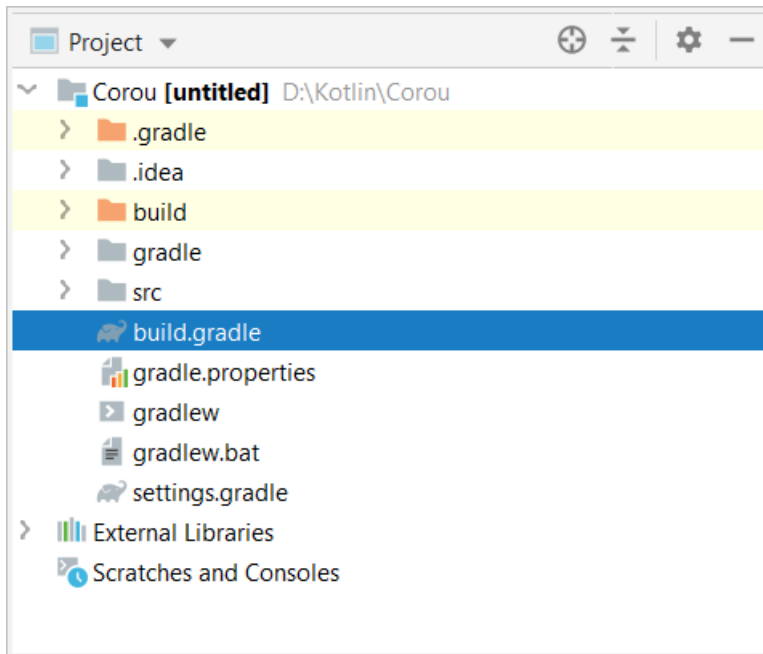 Project
Corou [untitled] D:\Kotlin\Corou
.gradle
.idea
build
gradle
src
build.gradle
gradle.properties
gradlew
gradlew.bat
settings.gradle
External Libraries
Scratches and Consoles